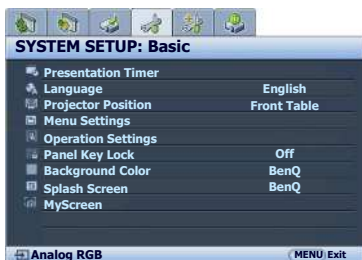 SYSTEM SETUP: Basic
Presentation Timer
Language English
Projector Position Front Table
Menu Settings
Operation Settings
Panel Key Lock Off
Background Color BenQ
Splash Screen BenQ
MyScreen
Analog RGB MENU Exit